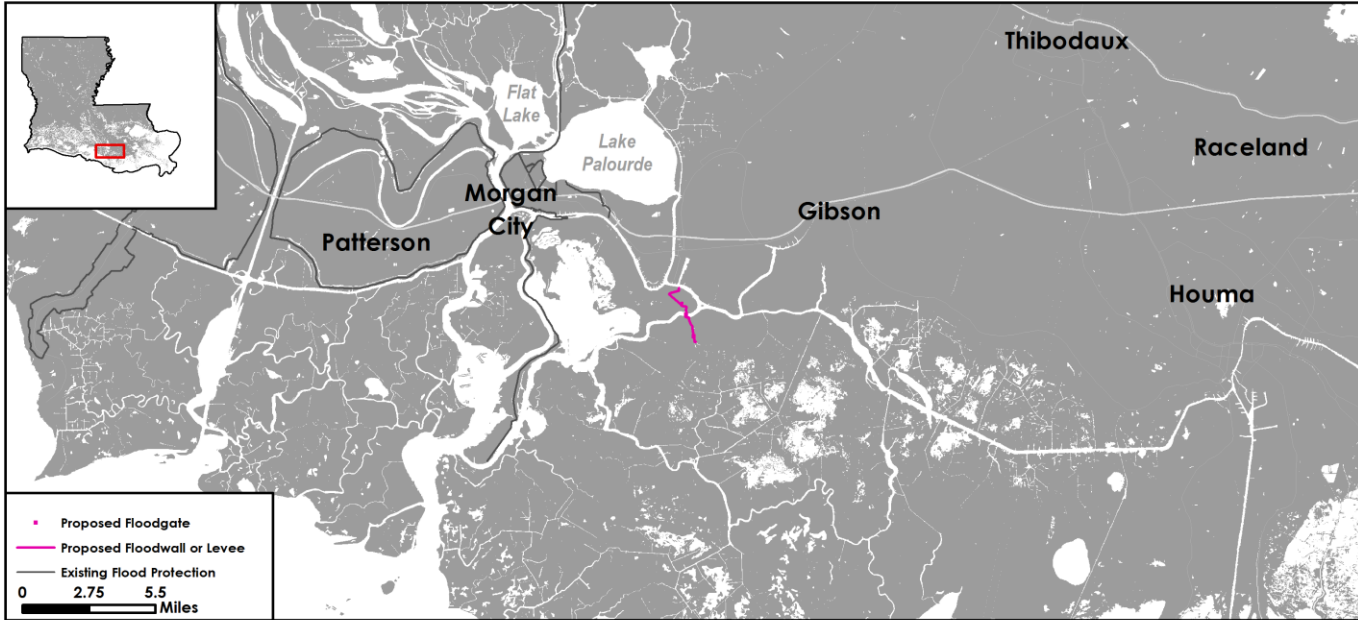 Thibodaux
Flat
Lake
Lake
Palourde
Raceland
Morgan
City
Gibson
Patterson
Houma
Proposed Floodgate
Proposed Floodwall or Levee
Existing Flood Protection
0 2.75 5.5
Miles